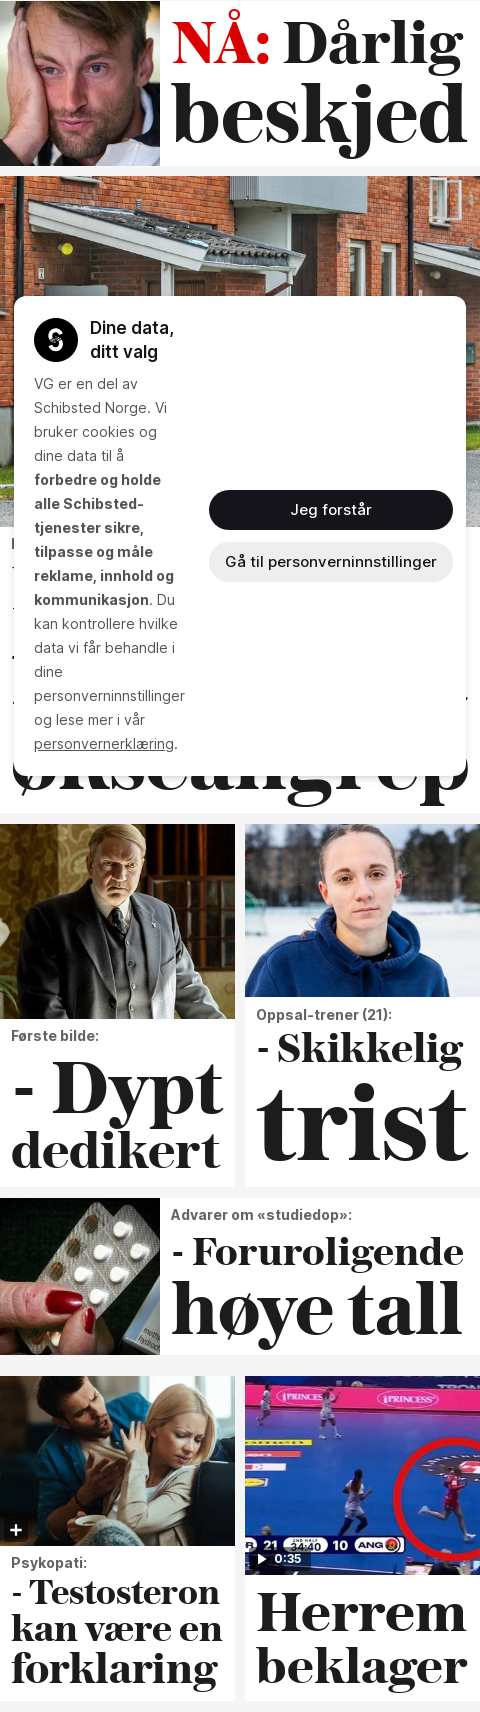 NÅ: Dårlig
beskjed
Dine data,
ditt valg
VG er en del av
Schibsted Norge. Vi
bruker cookies og
dine data til å
forbedre og holde
alle Schibsted-
tjenester sikre,
tilpasse og måle
reklame, innhold og
kommunikasjon. Du
kan kontrollere hvilke
data vi får behandle i
dine
personverninnstillinger
og lese mer i vår
personvernerklæring.
Jeg forstår
Gå til personverninnstillinger
økseangrep
Første bilde:
- Dypt
dedikert
Oppsal-trener (21):
- Skikkelig
trist
Advarer om «studiedop»:
- Foruroligende
høye tall
Psykopati:
- Testosteron
kan være en
forklaring
PRINCESS
PRINCESS
21
34:40
10 ANG
0:35
Herrem
beklager